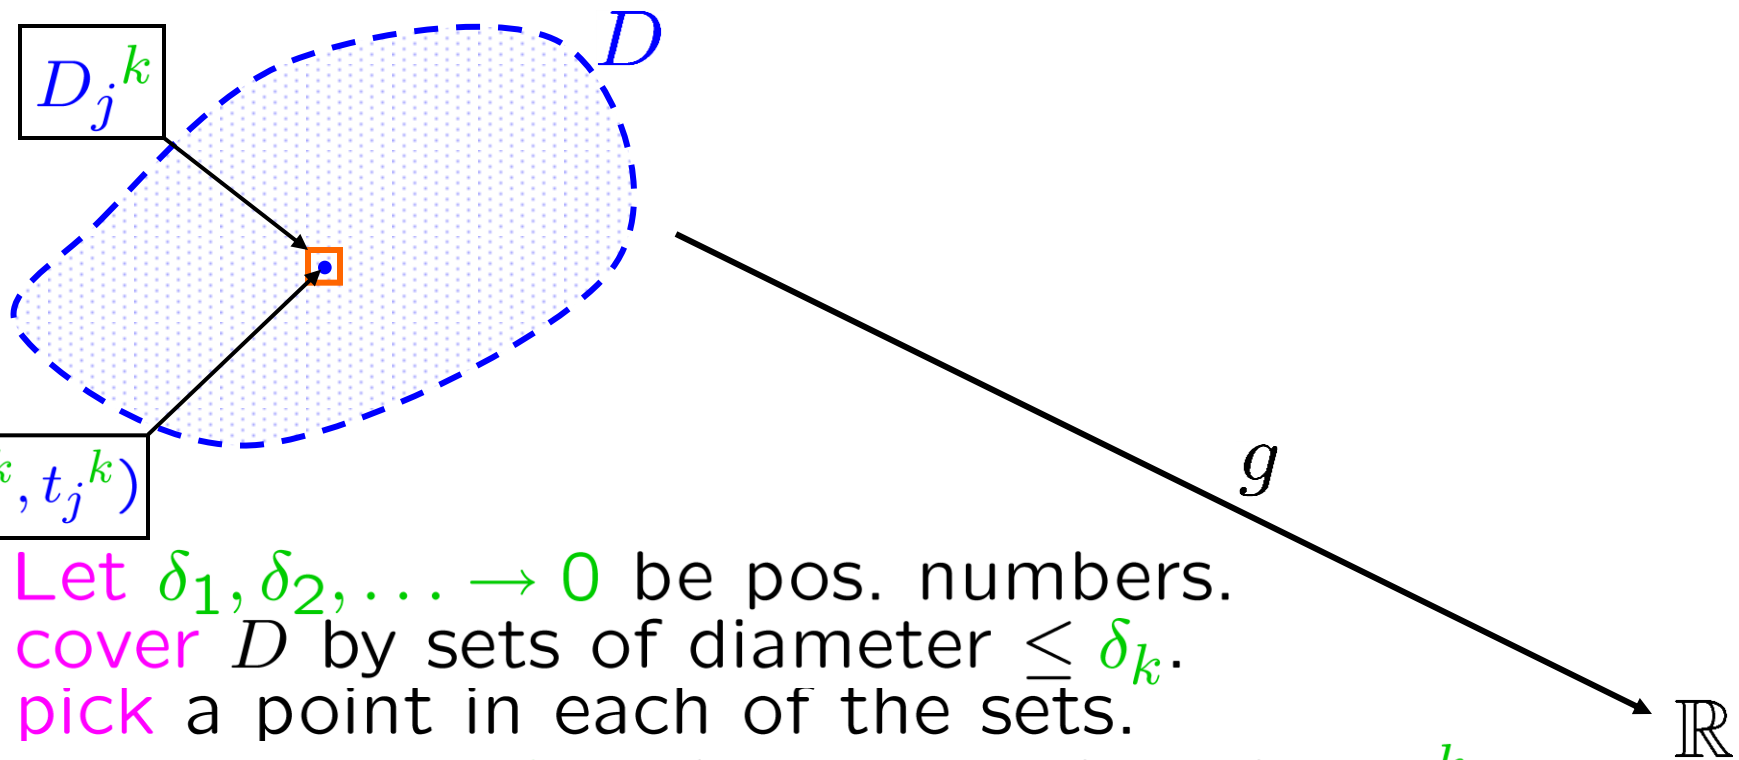 D
D_j^k
^k, t_j^k)
g
Let δ_1, δ_2, … → 0 be pos. numbers.
cover D by sets of diameter ≤ δ_k.
pick a point in each of the sets.
ℝ